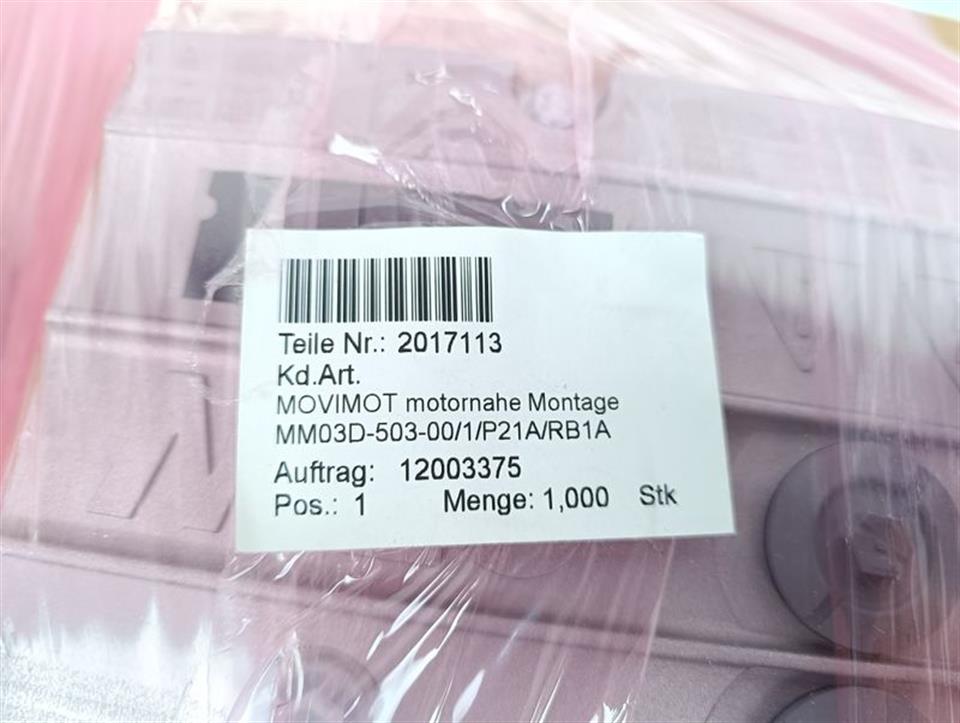 Teile Nr.: 2017113
Kd.Art.
MOVIMOT motornahe Montage
MM03D-503-00/1/P21A/RB1A
Auftrag: 12003375
Pos.: 1 Menge: 1,000 Stk